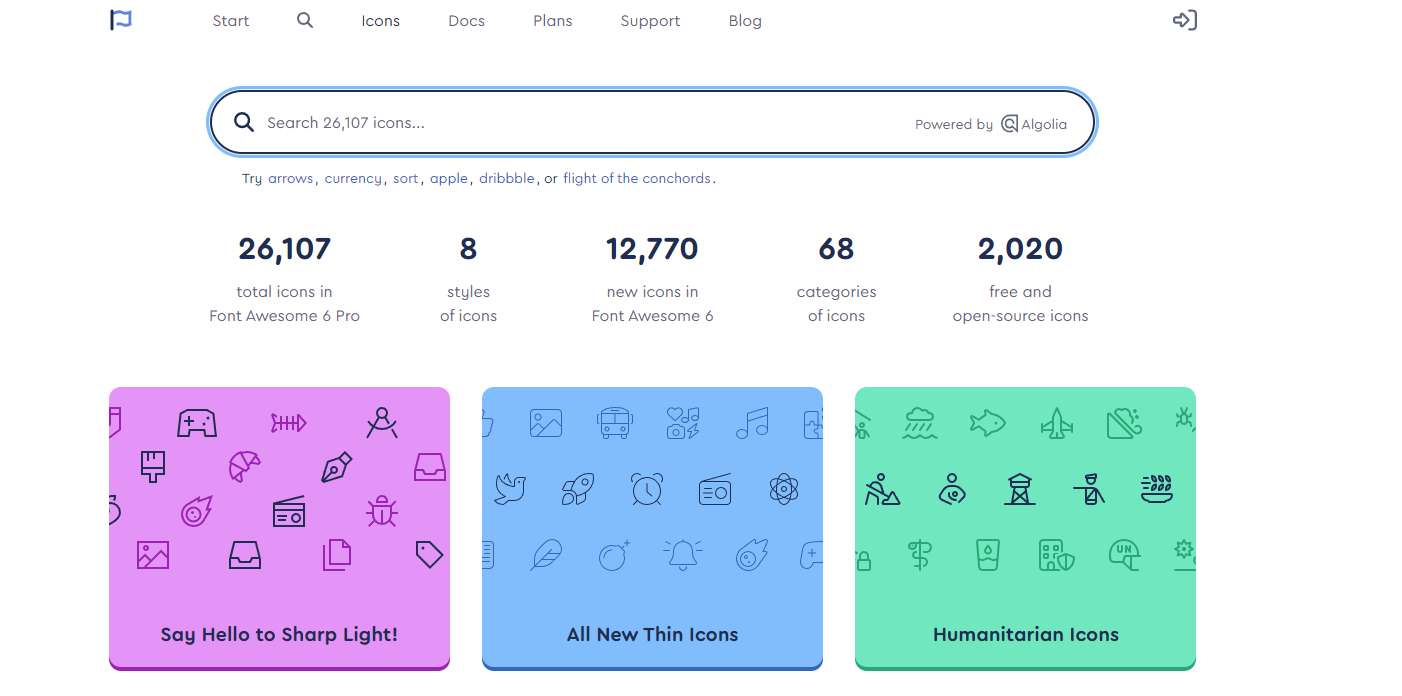 Start Icons Docs Plans Support Blog
Search 26,107 icons... Powered by Algolia
Try arrows, currency, sort, apple, dribbble, or flight of the conchords.
26,107 8 12,770 68 2,020
total icons in styles new icons in categories free and
Font Awesome 6 Pro of icons Font Awesome 6 of icons open-source icons
UN
Say Hello to Sharp Light! All New Thin Icons Humanitarian Icons